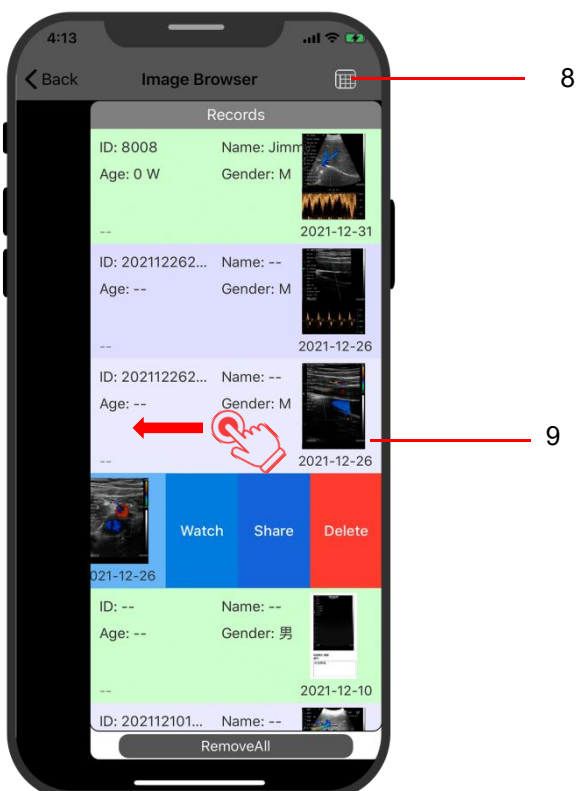 4:13
Back Image Browser
8
Records
ID: 8008 Name: Jimm
Age: 0 W Gender: M
-- 2021-12-31
ID: 202112262... Name: --
Age: -- Gender: M
-- 2021-12-26
ID: 202112262... Name: --
Age: -- Gender: M
9
-- 2021-12-26
Watch Share Delete
021-12-26
ID: -- Name: --
Age: -- Gender: 男
-- 2021-12-10
ID: 202112101... Name: --
RemoveAll